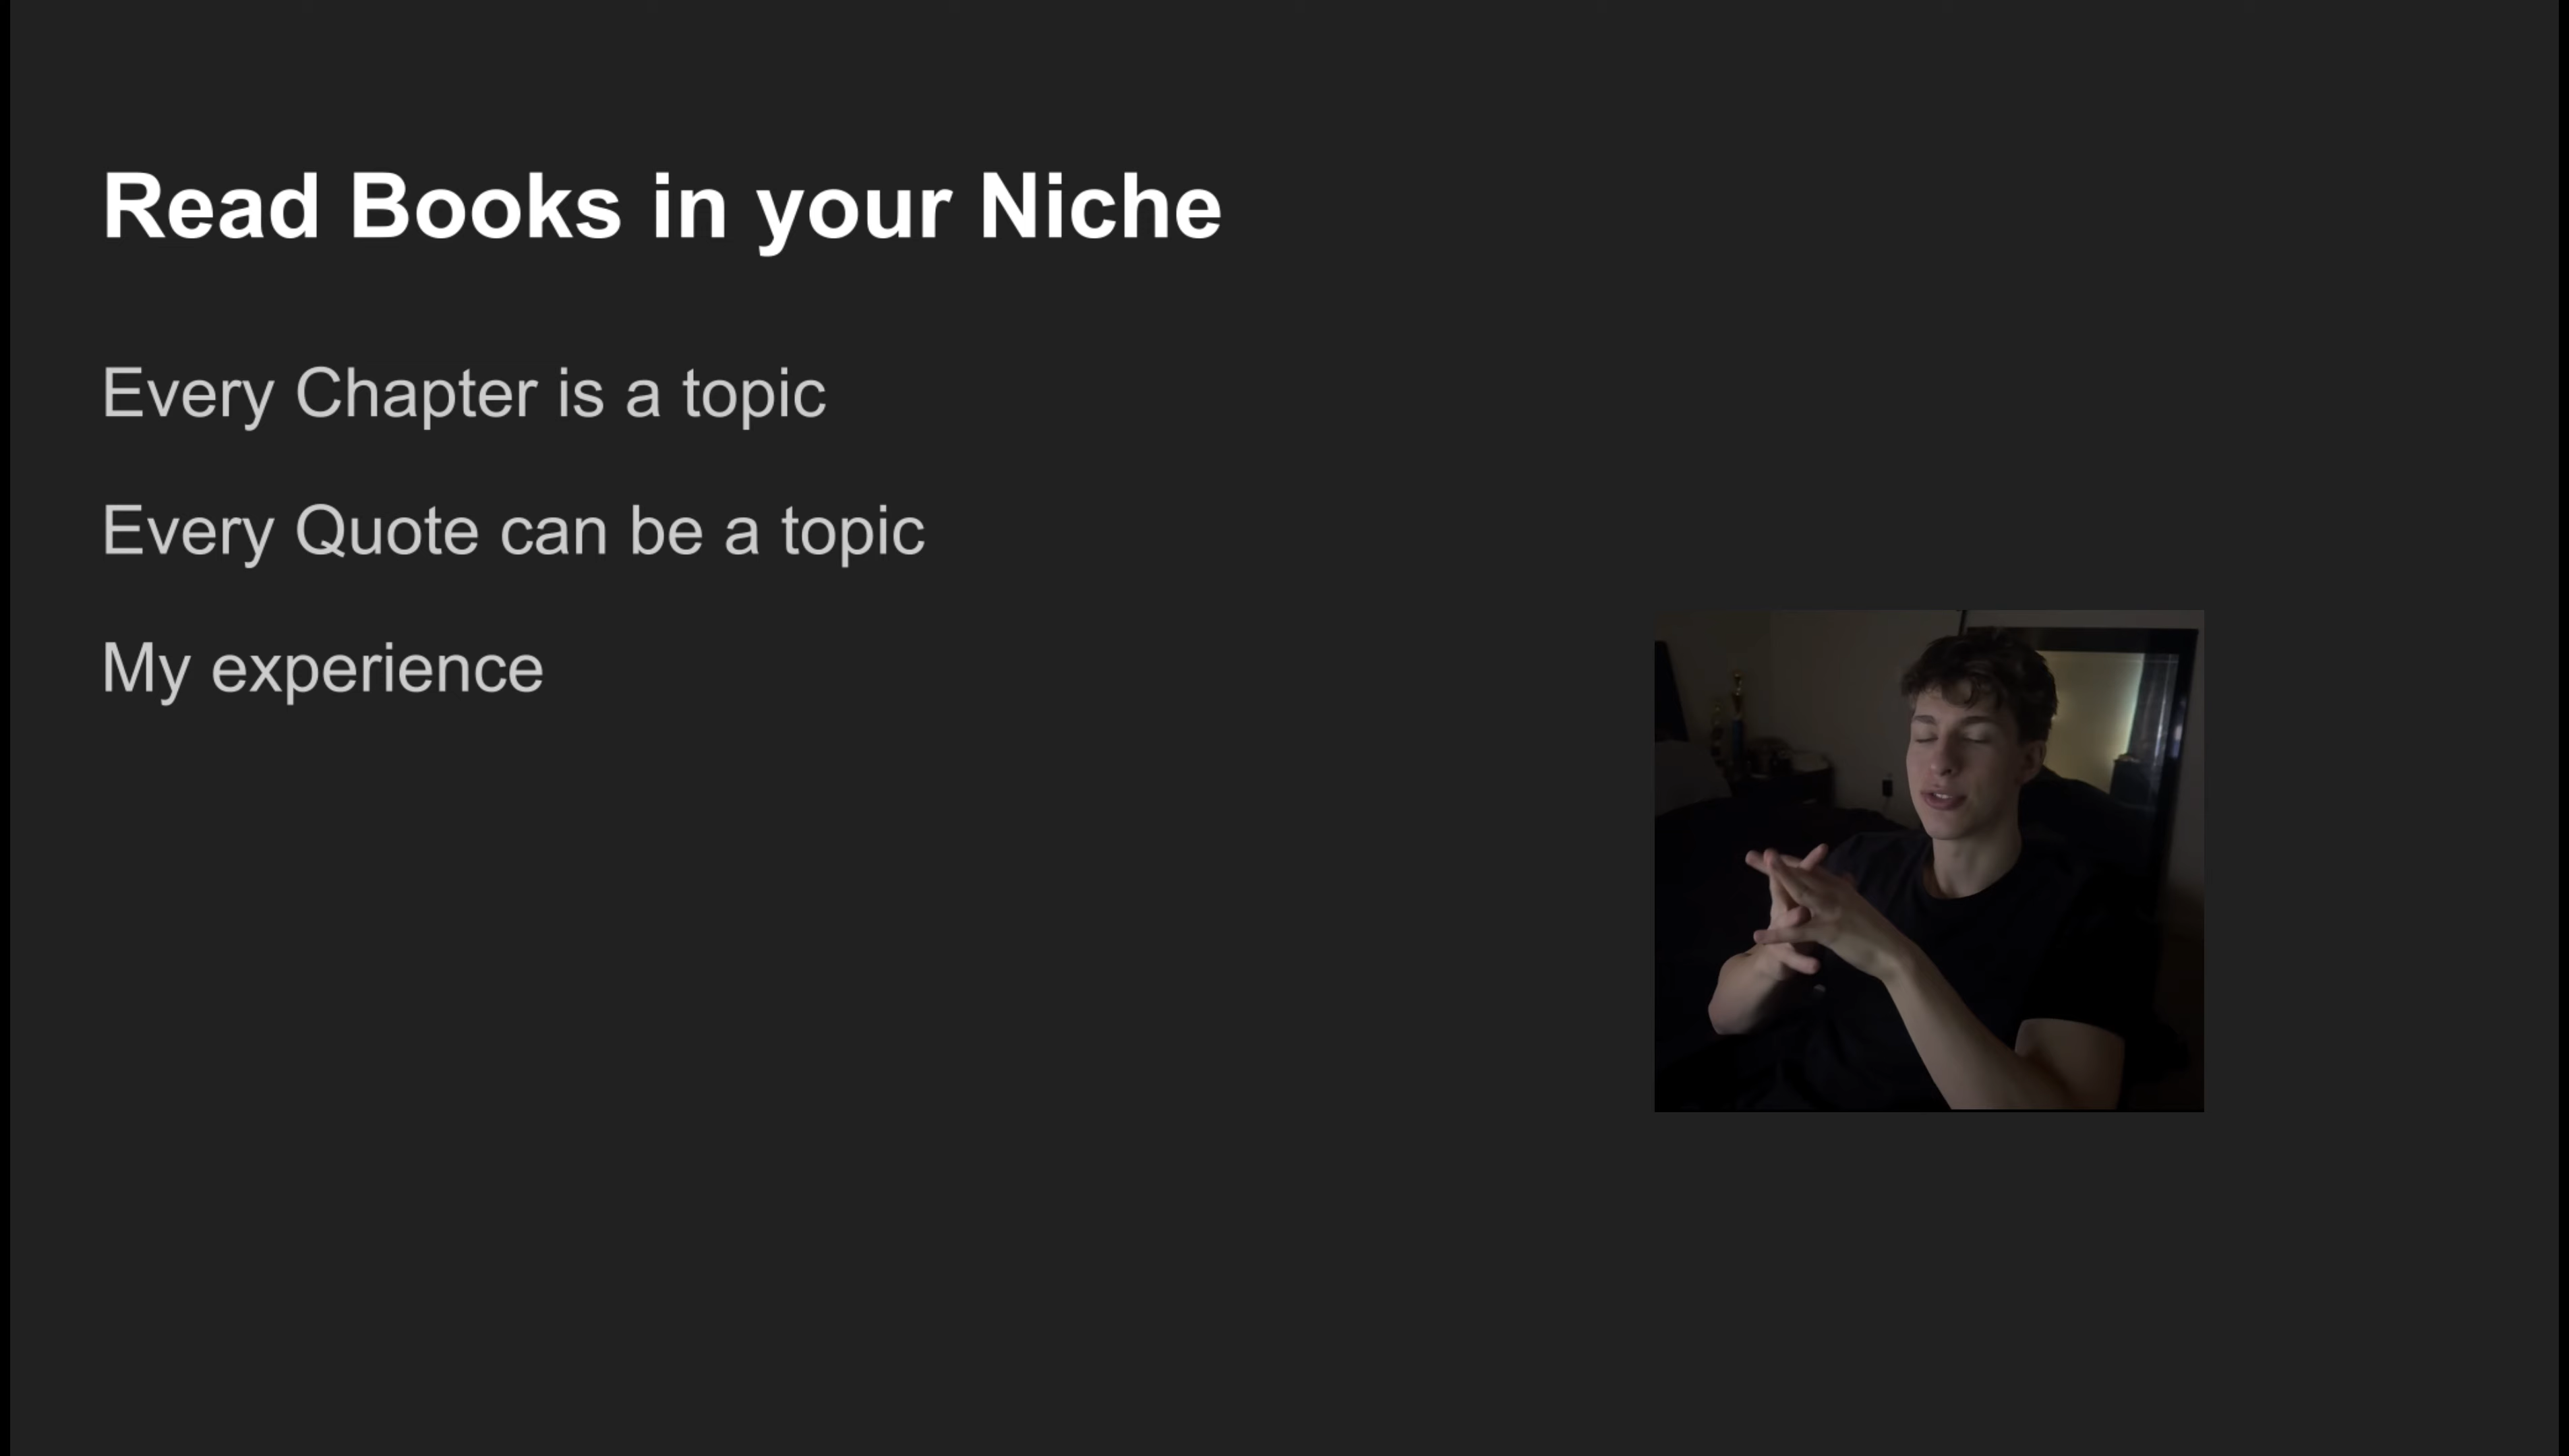 Read Books in your Niche
Every Chapter is a topic
Every Quote can be a topic
My experience